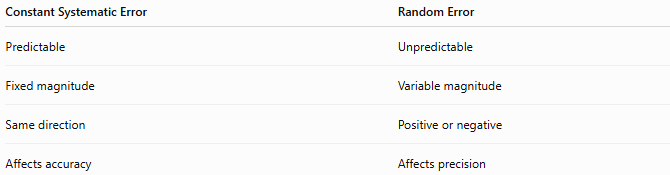 Constant Systematic Error Random Error
Predictable Unpredictable
Fixed magnitude Variable magnitude
Same direction Positive or negative
Affects accuracy Affects precision